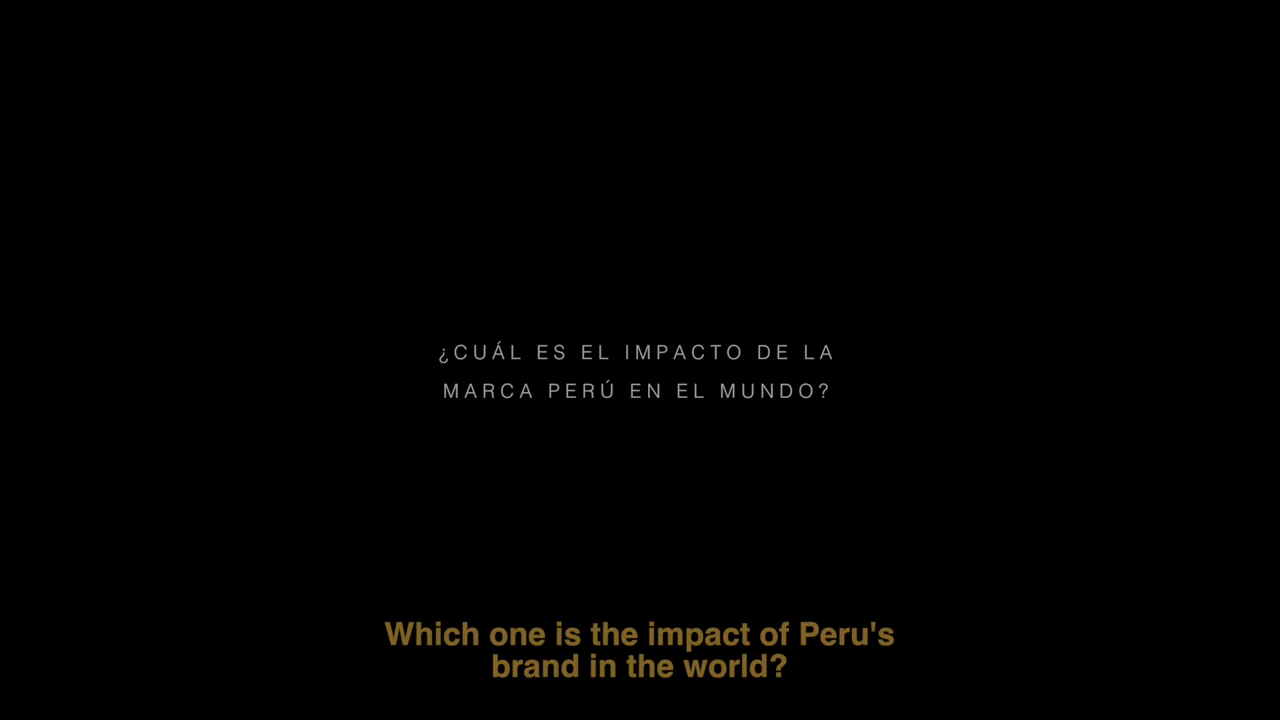 ¿CUÁL ES EL IMPACTO DE LA
MARCA PERÚ EN EL MUNDO?
Which one is the impact of Peru's
brand in the world?